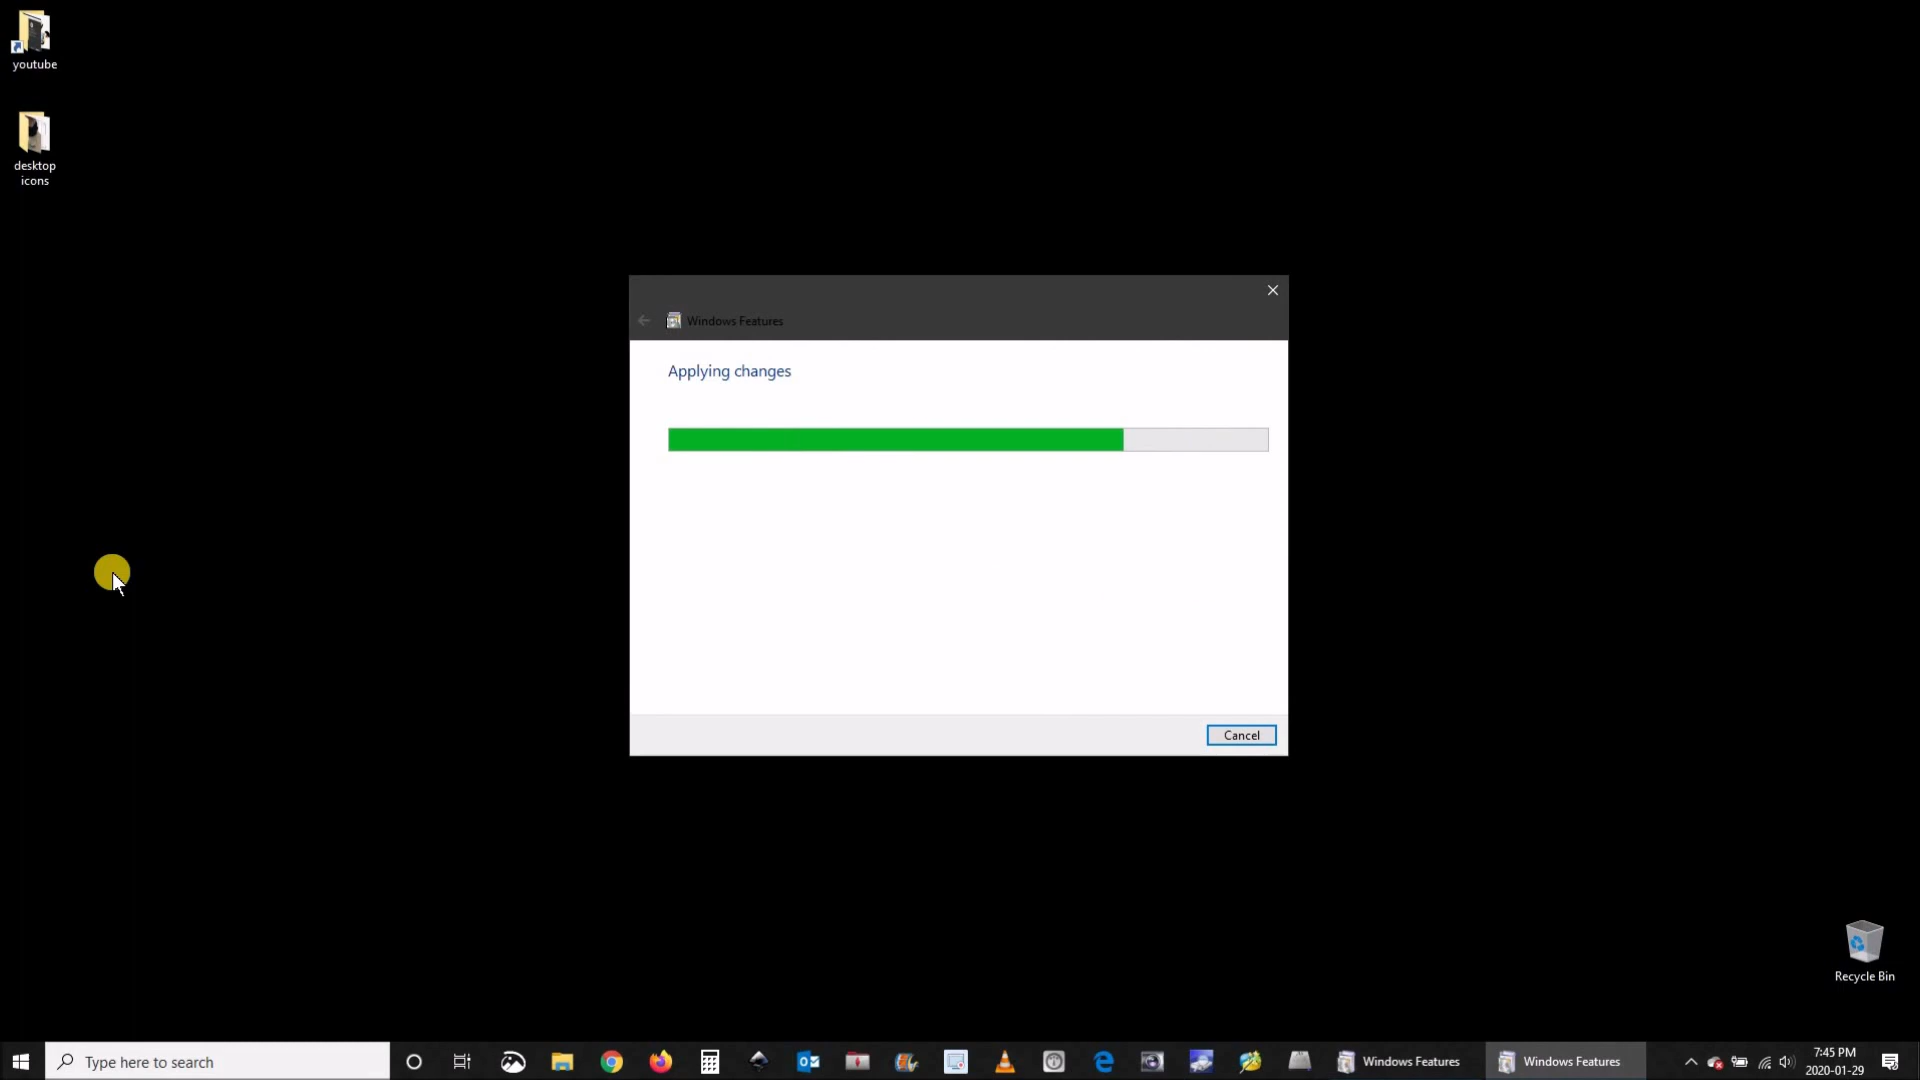 youtube
desktop
icons
Windows Features
Applying changes
Cancel
Recycle Bin
Type here to search
Windows Features
Windows Features
7:45 PM
2020-01-29